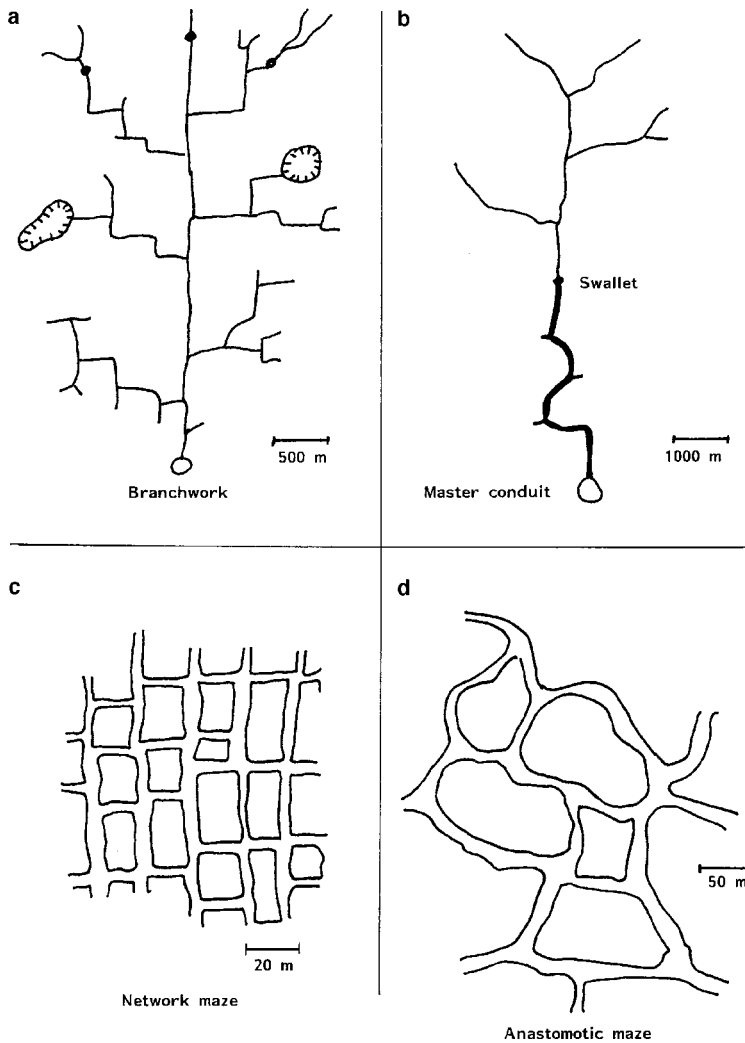 a
500 m
Branchwork
b
Swallet
1000 m
Master conduit
c
20 m
Network maze
d
50 m
Anastomotic maze